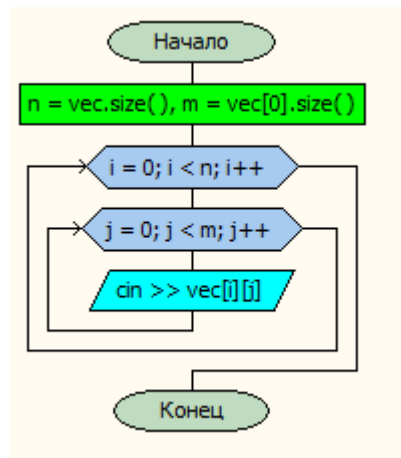 Начало
n = vec.size(), m = vec[0].size()
i = 0; i < n; i++
j = 0; j < m; j++
cin >> vec[i][j]
Конец